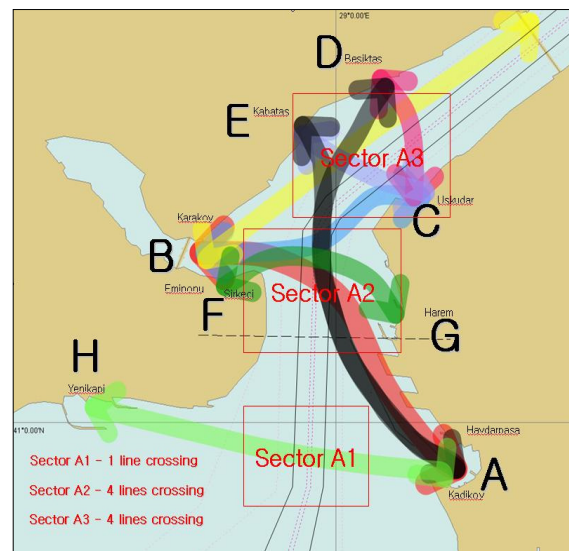 29°0.00'E
D
Besiktas
Kabatas
E
Sector A3
Uskudar
C
Karakoy
B
Eminonu
Sirkeci
F
Sector A2
Harem
G
H
Yenikapi
41°0.00'N
Haydarpasa
Sector A1
A
Kadikoy
Sector A1 - 1 line crossing
Sector A2 - 4 lines crossing
Sector A3 - 4 lines crossing